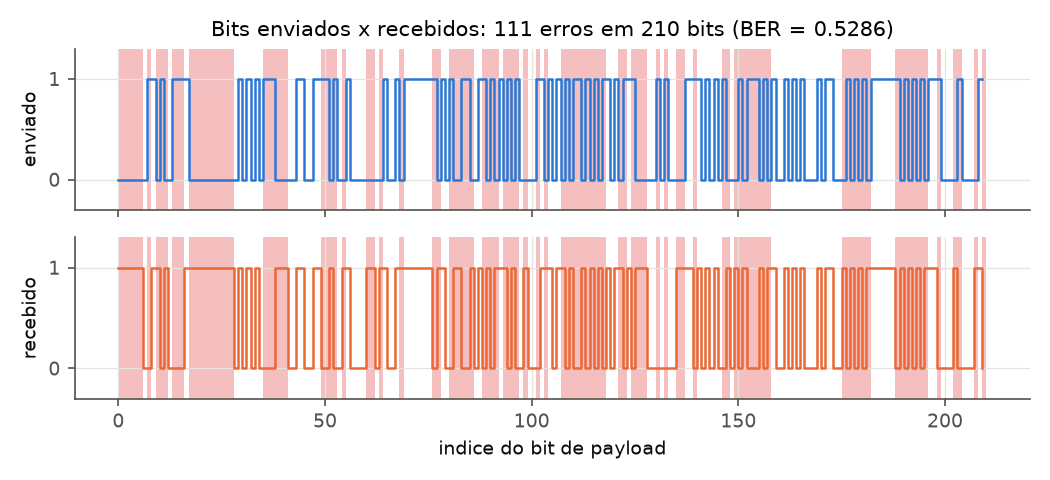 Bits enviados x recebidos: 111 erros em 210 bits (BER = 0.5286)
1
0
enviado
1
0
recebido
0 50 100 150 200
indice do bit de payload